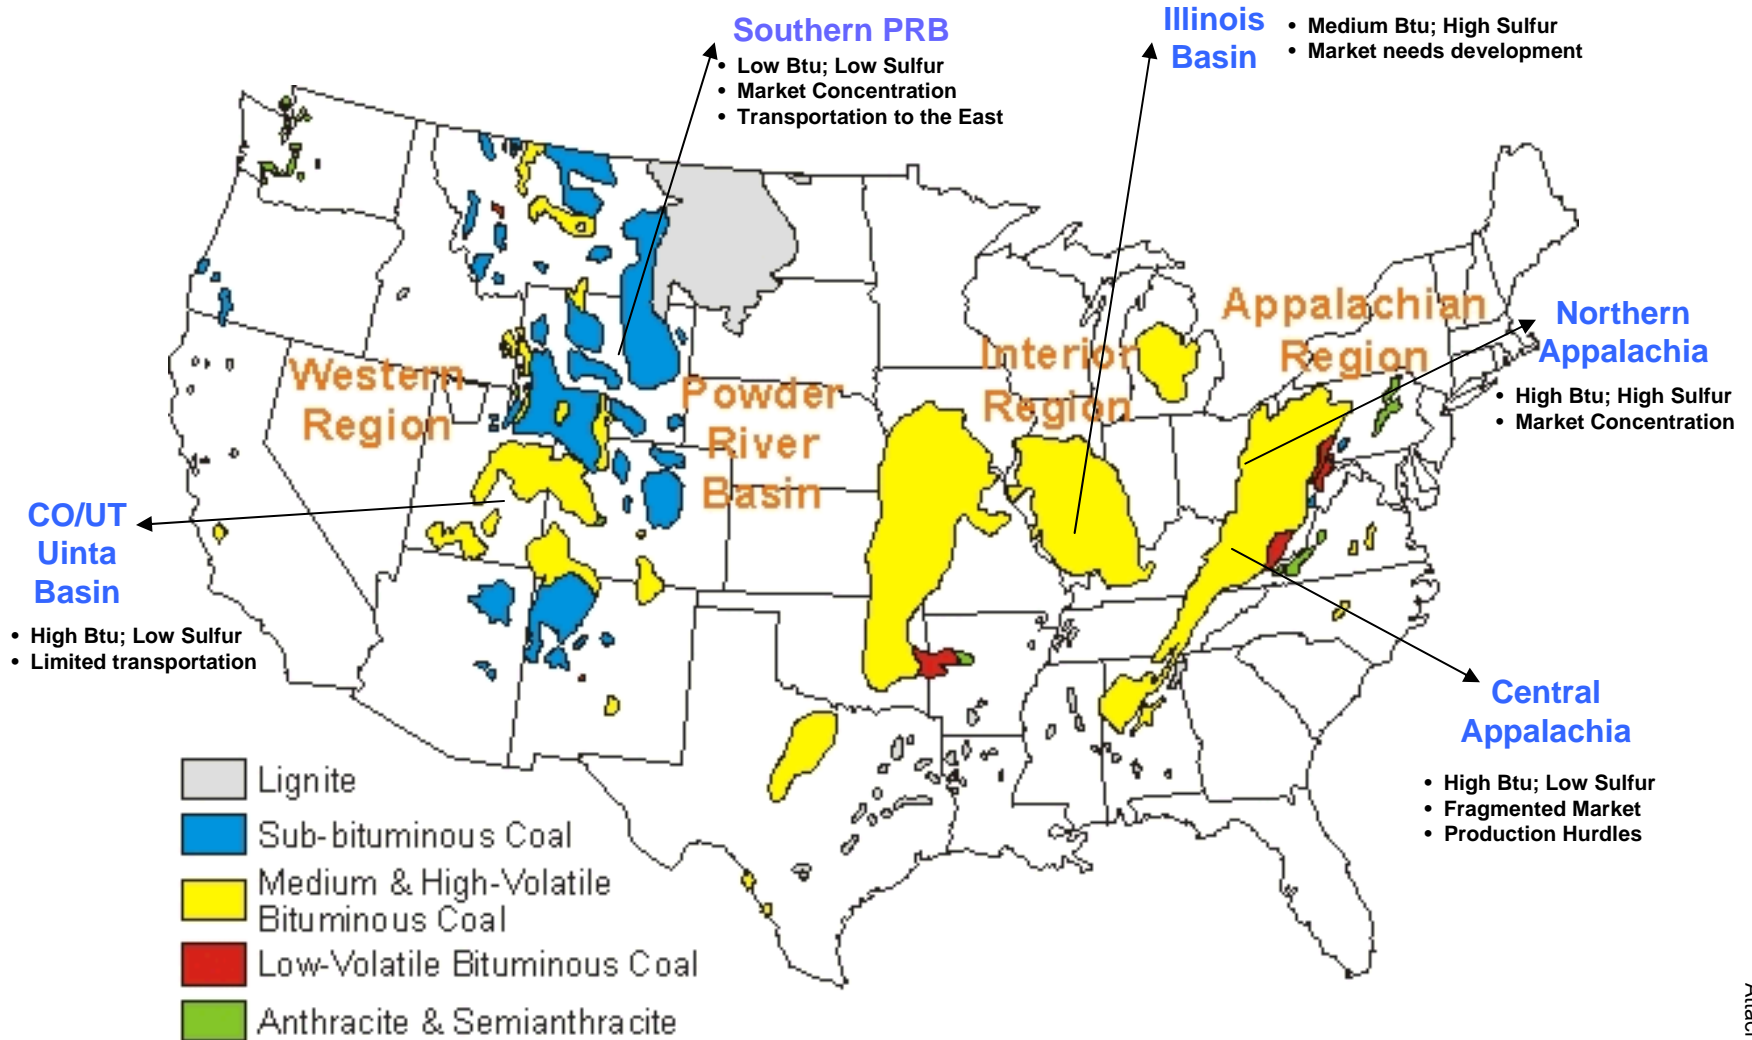 Southern PRB
• Low Btu; Low Sulfur
• Market Concentration
• Transportation to the East
Illinois
Basin
• Medium Btu; High Sulfur
• Market needs development
Appalachian
Region
Northern
Appalachia
• High Btu; High Sulfur
• Market Concentration
Interior
Region
Western
Region
Powder
River
Basin
CO/UT
Uinta
Basin
• High Btu; Low Sulfur
• Limited transportation
Central
Appalachia
• High Btu; Low Sulfur
• Fragmented Market
• Production Hurdles
Lignite
Sub-bituminous Coal
Medium & High-Volatile
Bituminous Coal
Low-Volatile Bituminous Coal
Anthracite & Semianthracite